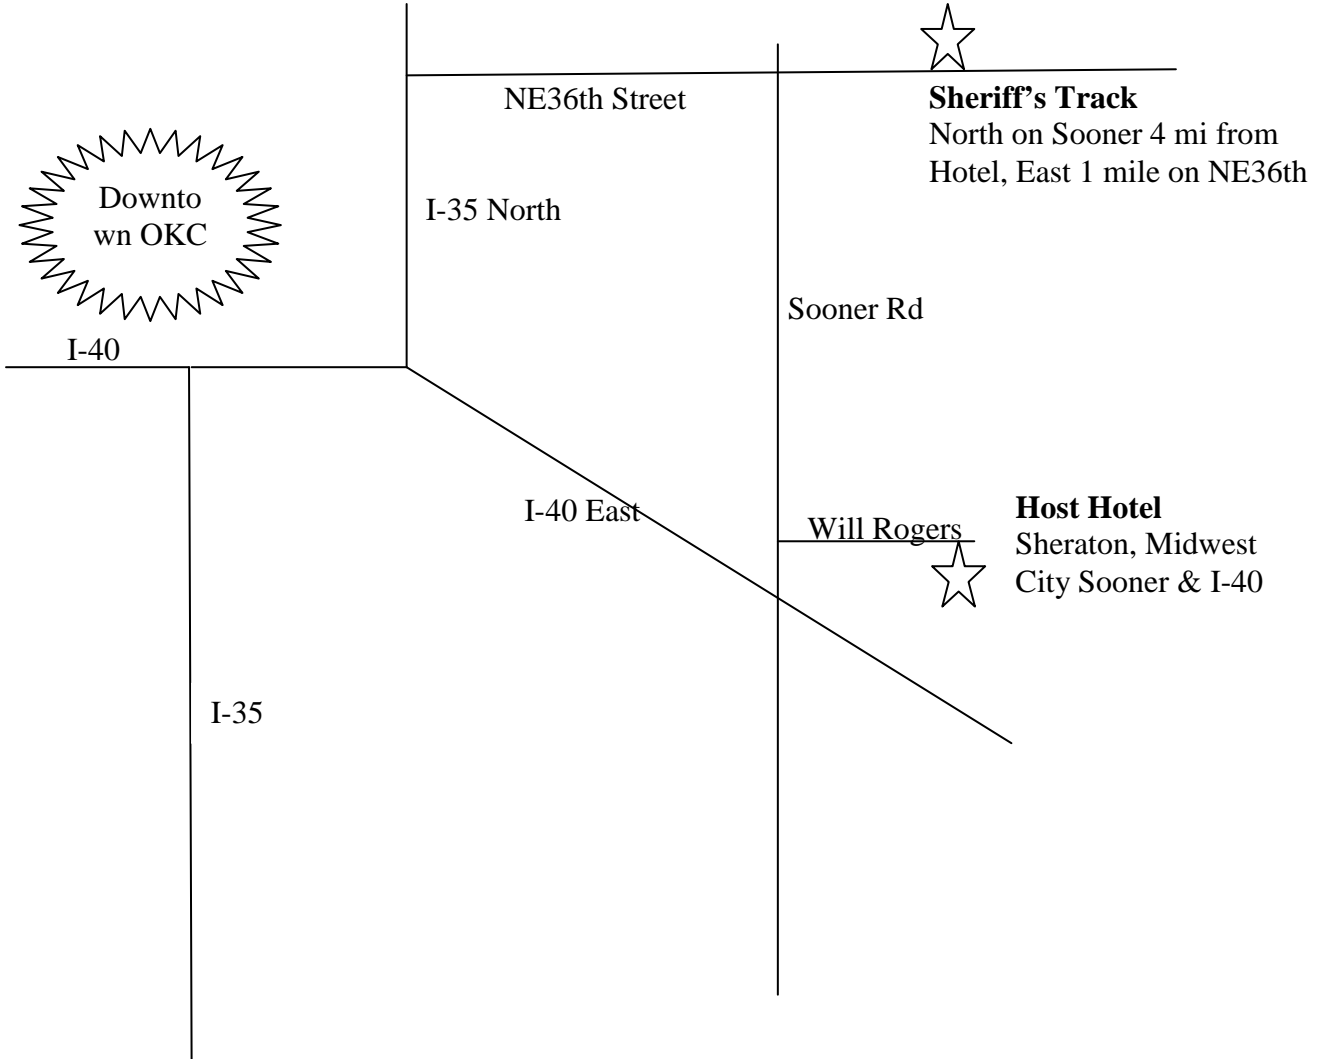 NE36th Street
Sheriff’s Track
North on Sooner 4 mi from
Hotel, East 1 mile on NE36th
Downto
wn OKC
I-35 North
Sooner Rd
I-40
I-40 East
Will Rogers
Host Hotel
Sheraton, Midwest
City Sooner & I-40
I-35